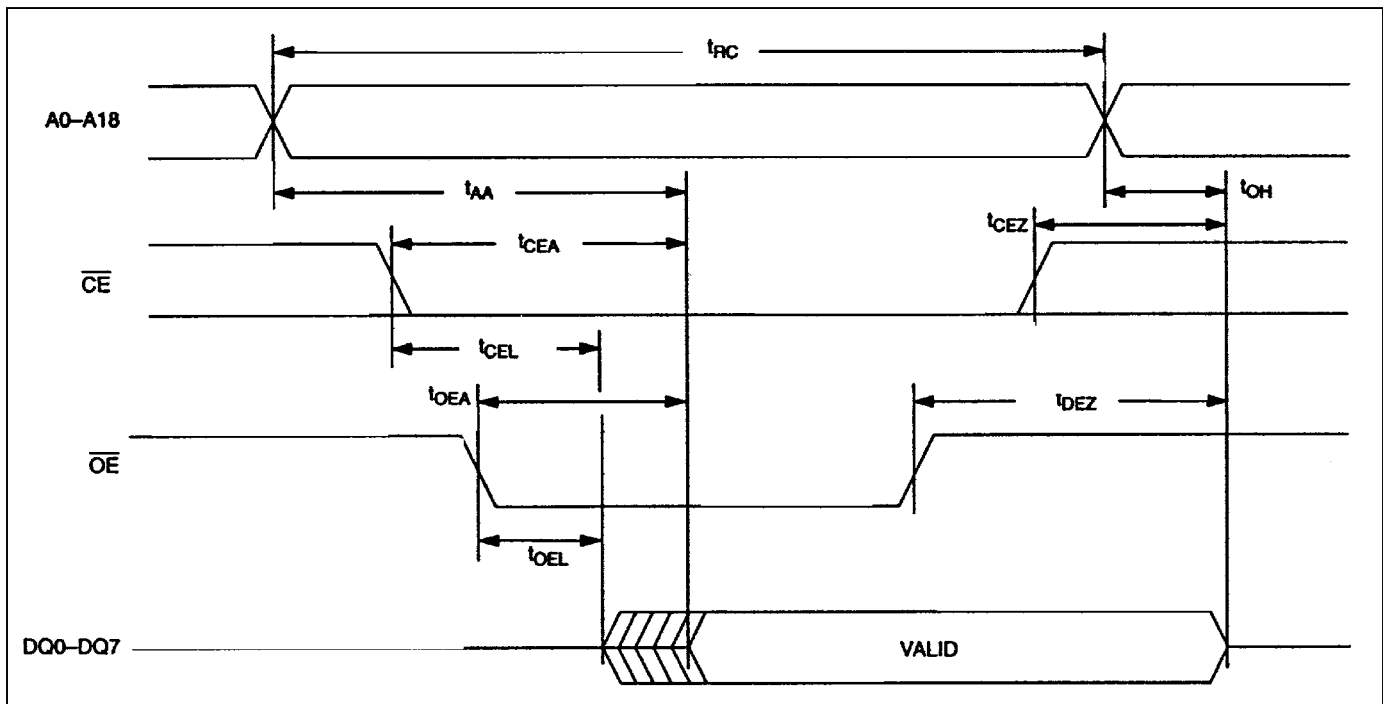 tRC
A0–A18
tAA
tOH
tCEZ
tCEA
CE
tCEL
tOEA
tDEZ
OE
tOEL
DQ0–DQ7
VALID